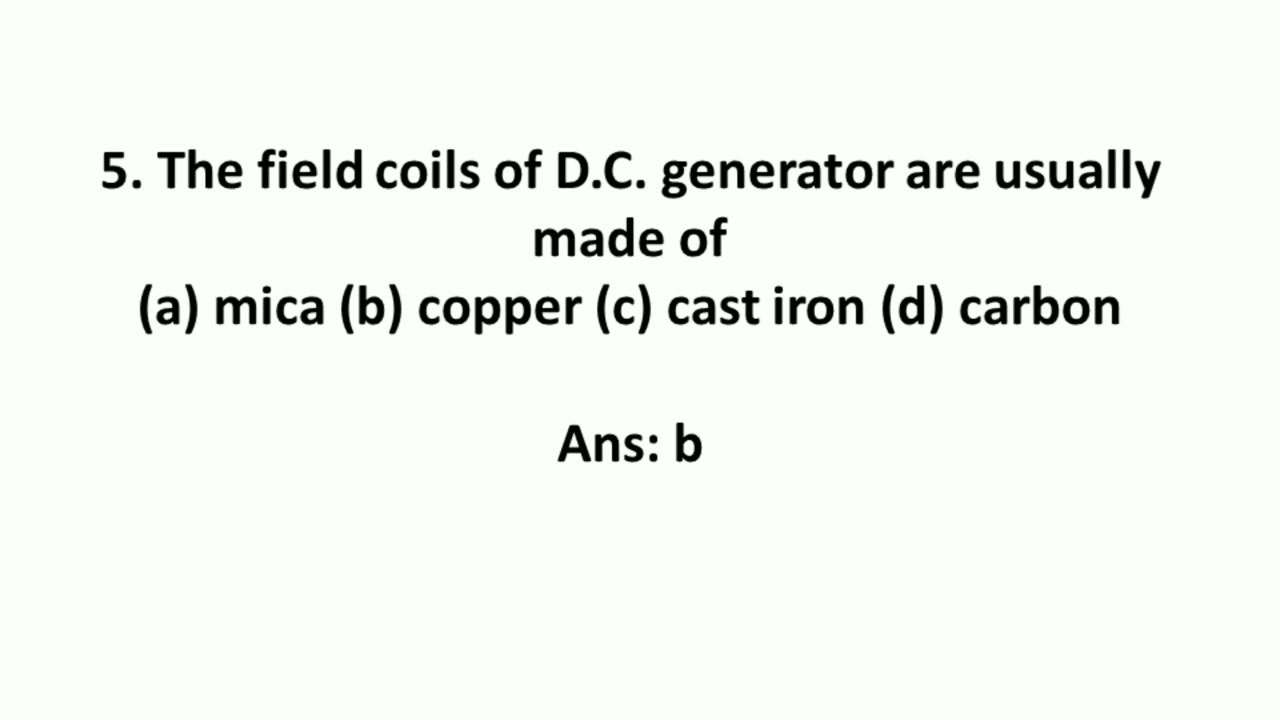 5. The field coils of D.C. generator are usually
made of
(a) mica (b) copper (c) cast iron (d) carbon
Ans: b